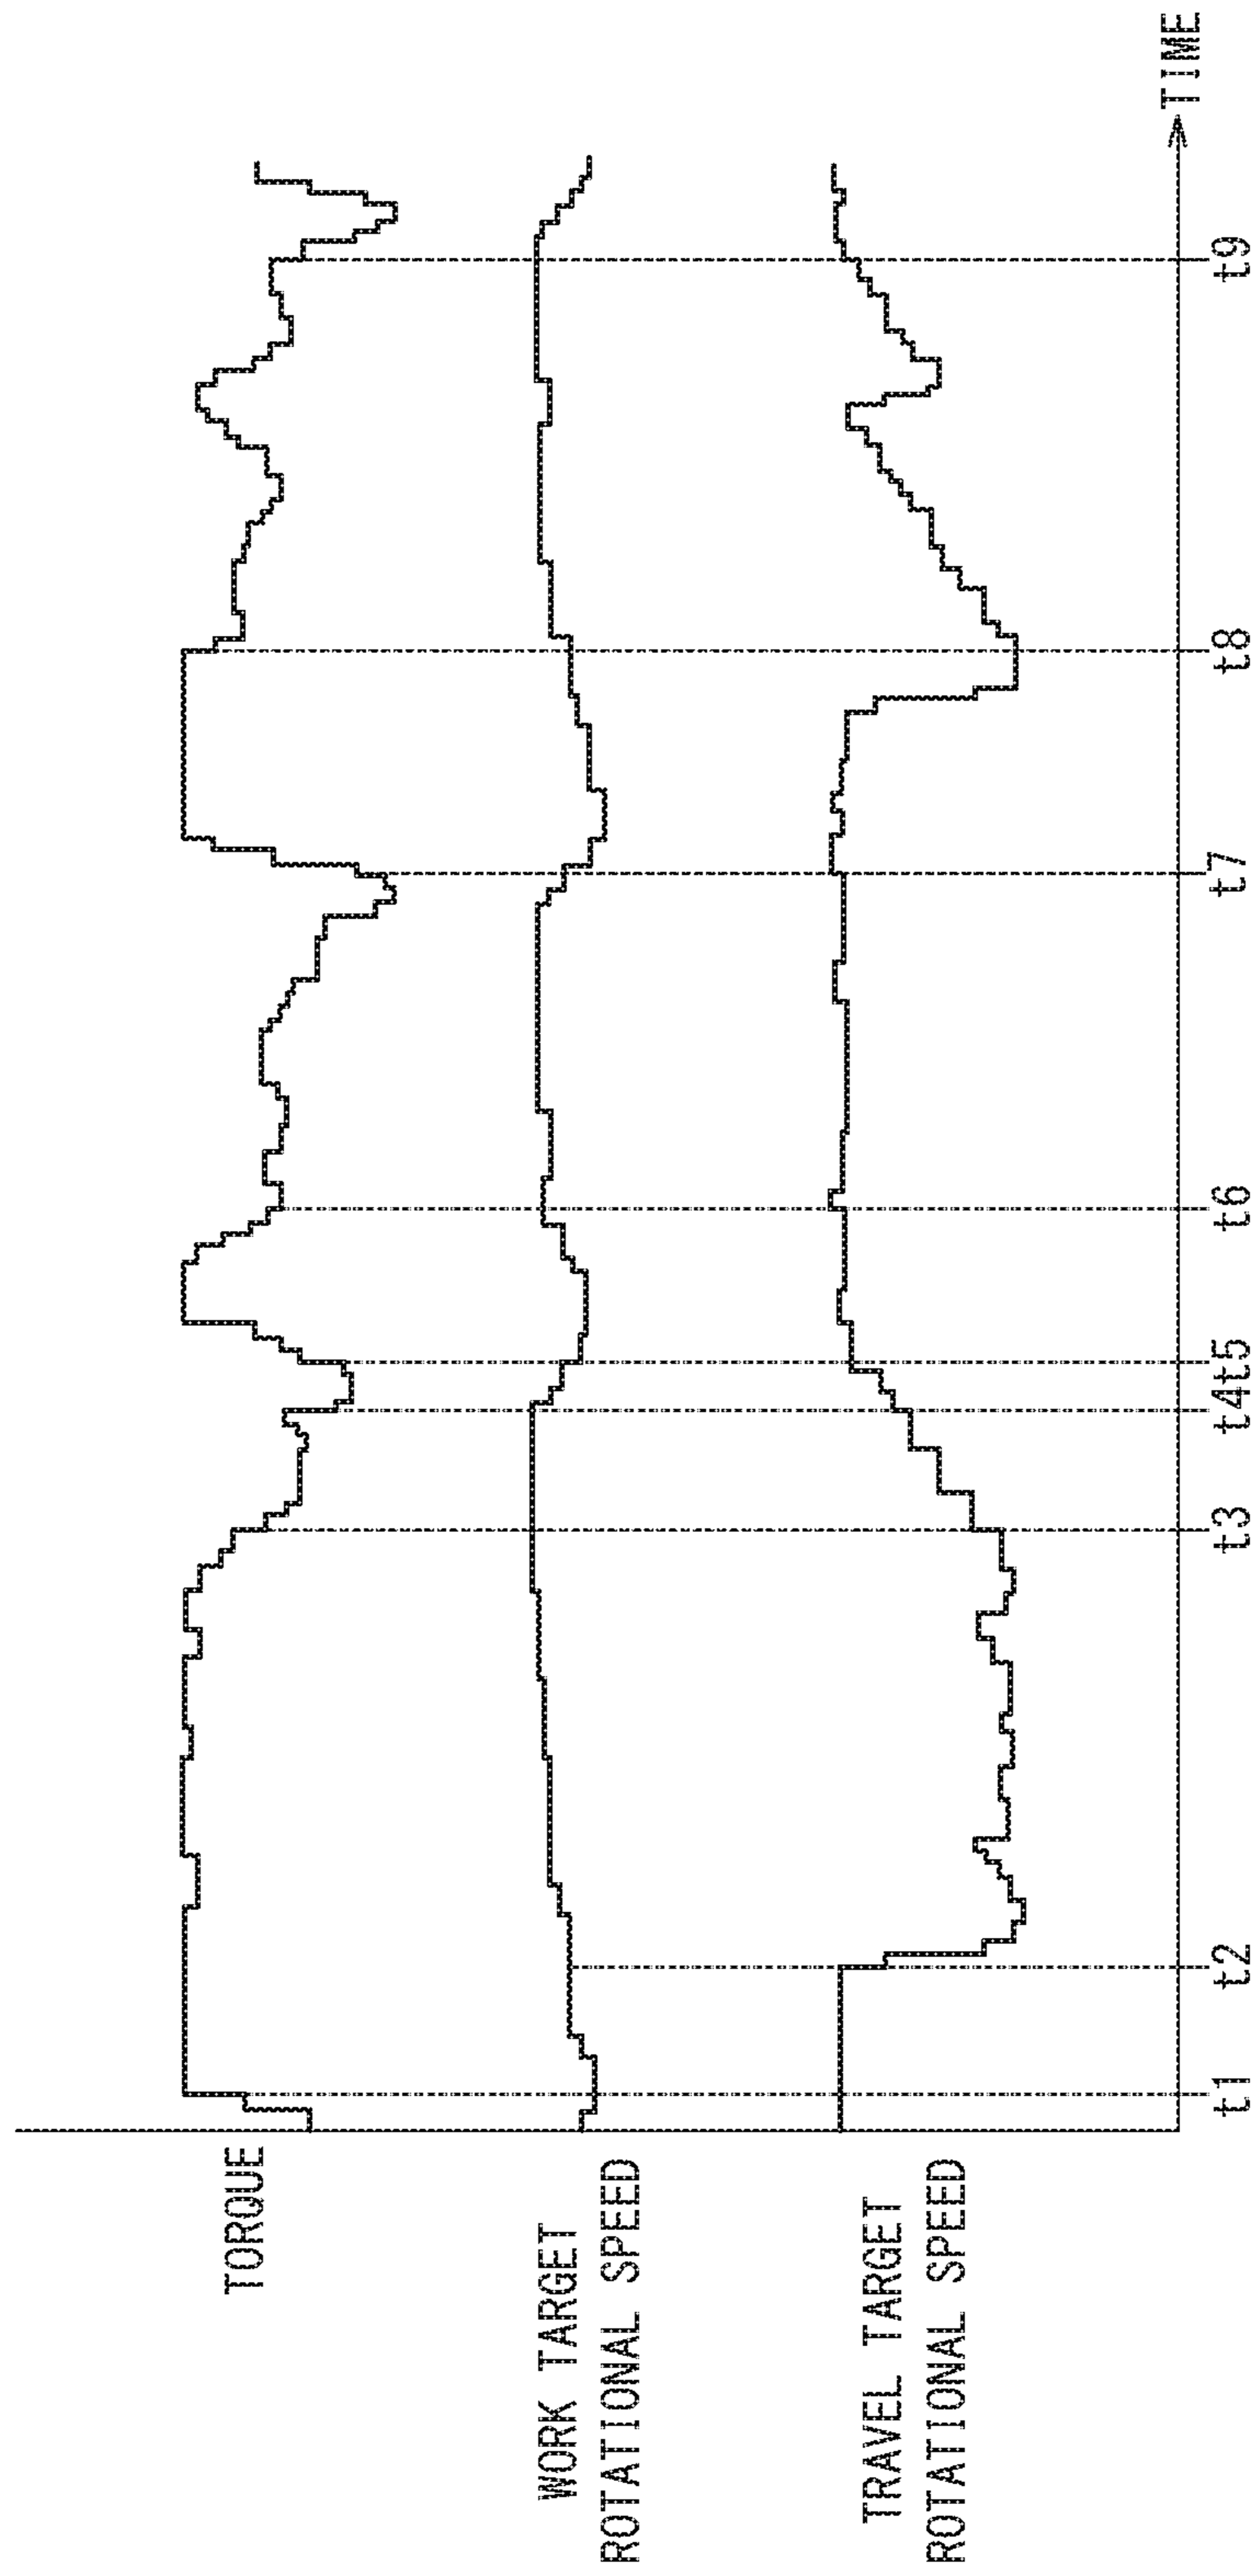 TORQUE
WORK TARGET
ROTATIONAL SPEED
TRAVEL TARGET
ROTATIONAL SPEED
t1
t2
t3
t4
t5
t6
t7
t8
t9
TIME